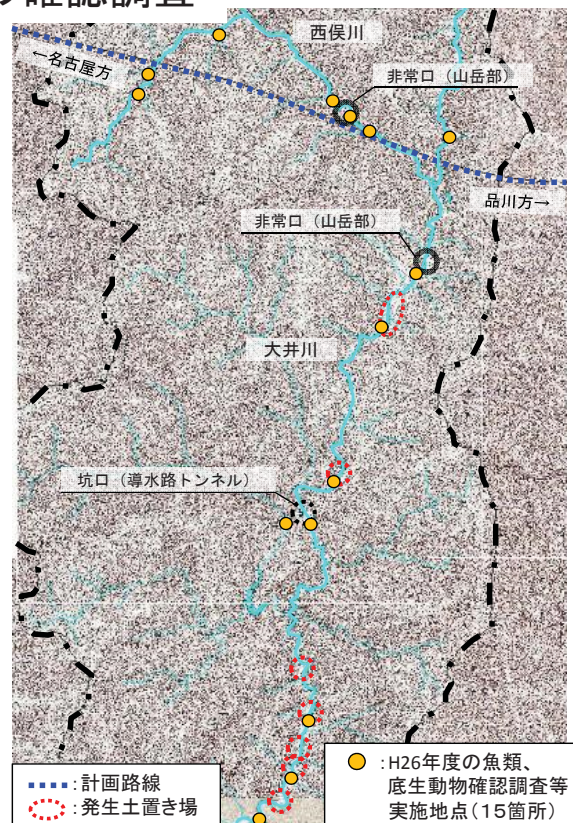 確認調査
西俣川
←名古屋方
非常口（山岳部）
品川方→
非常口（山岳部）
大井川
坑口（導水路トンネル）
:計画路線
:発生土置き場
:H26年度の魚類、
底生動物確認調査等
実施地点（15箇所）